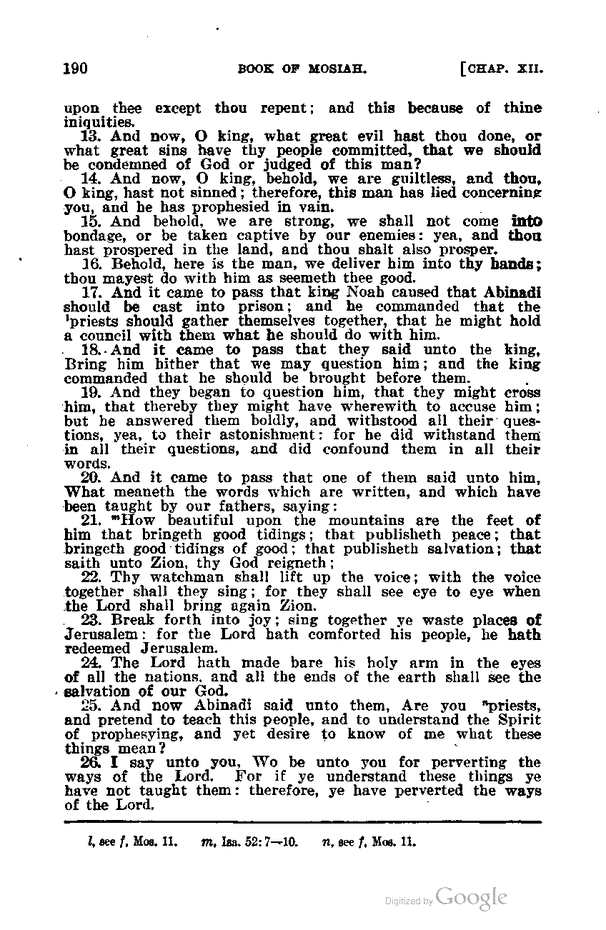 190 BOOK OF MOSIAH. [CHAP. XII.
upon thee except thou repent; and this because of thine
iniquities.
13. And now, O king, what great evil hast thou done, or
what great sins have thy people committed, that we should
be condemned of God or judged of this man?
14. And now, O king, behold, we are guiltless, and thou,
O king, hast not sinned; therefore, this man has lied concerning
you, and he has prophesied in vain.
15. And behold, we are strong, we shall not come into
bondage, or be taken captive by our enemies: yea, and thou
hast prospered in the land, and thou shalt also prosper.
16. Behold, here is the man, we deliver him into thy hands;
thou mayest do with him as seemeth thee good.
17. And it came to pass that king Noah caused that Abinadi
should be cast into prison; and he commanded that the
ˡpriests should gather themselves together, that he might hold
a council with them what he should do with him.
18. And it came to pass that they said unto the king,
Bring him hither that we may question him; and the king
commanded that he should be brought before them.
19. And they began to question him, that they might cross
him, that thereby they might have wherewith to accuse him;
but he answered them boldly, and withstood all their ques-
tions, yea, to their astonishment: for he did withstand them
in all their questions, and did confound them in all their
words.
20. And it came to pass that one of them said unto him,
What meaneth the words which are written, and which have
been taught by our fathers, saying:
21. ᵐHow beautiful upon the mountains are the feet of
him that bringeth good tidings; that publisheth peace; that
bringeth good tidings of good; that publisheth salvation; that
saith unto Zion, thy God reigneth;
22. Thy watchman shall lift up the voice; with the voice
together shall they sing; for they shall see eye to eye when
the Lord shall bring again Zion.
23. Break forth into joy; sing together ye waste places of
Jerusalem: for the Lord hath comforted his people, he hath
redeemed Jerusalem.
24. The Lord hath made bare his holy arm in the eyes
of all the nations, and all the ends of the earth shall see the
salvation of our God.
25. And now Abinadi said unto them, Are you ⁿpriests,
and pretend to teach this people, and to understand the Spirit
of prophesying, and yet desire to know of me what these
things mean?
26. I say unto you, Wo be unto you for perverting the
ways of the Lord. For if ye understand these things ye
have not taught them: therefore, ye have perverted the ways
of the Lord.
l, see f, Mos. 11. m, Isa. 52:7—10. n, see f, Mos. 11.
Digitized by Google